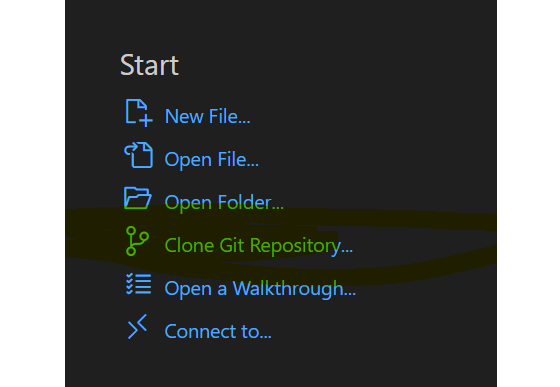 Start
New File...
Open File...
Open Folder...
Clone Git Repository...
Open a Walkthrough...
Connect to...